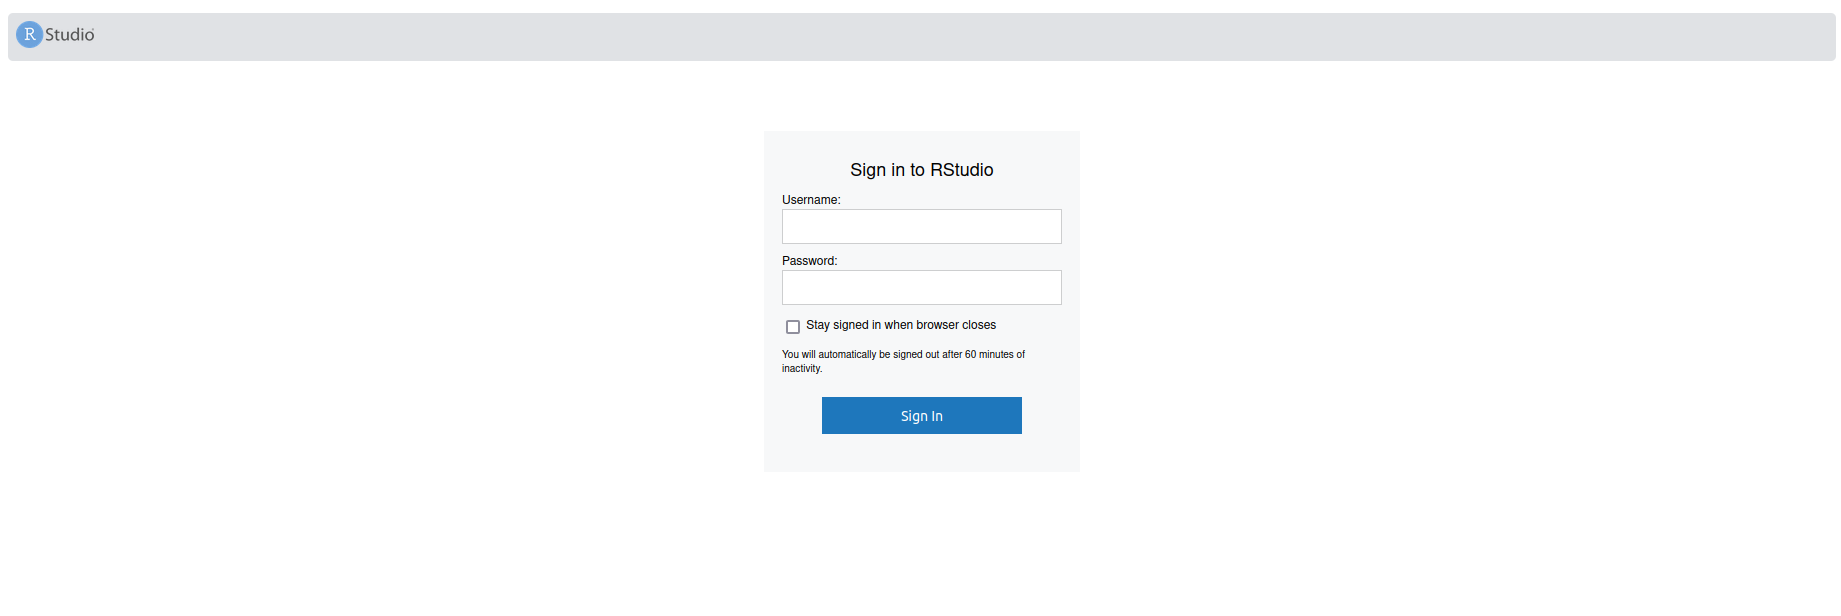 R Studio
Sign in to RStudio
Username:
Password:
Stay signed in when browser closes
You will automatically be signed out after 60 minutes of
inactivity.
Sign In